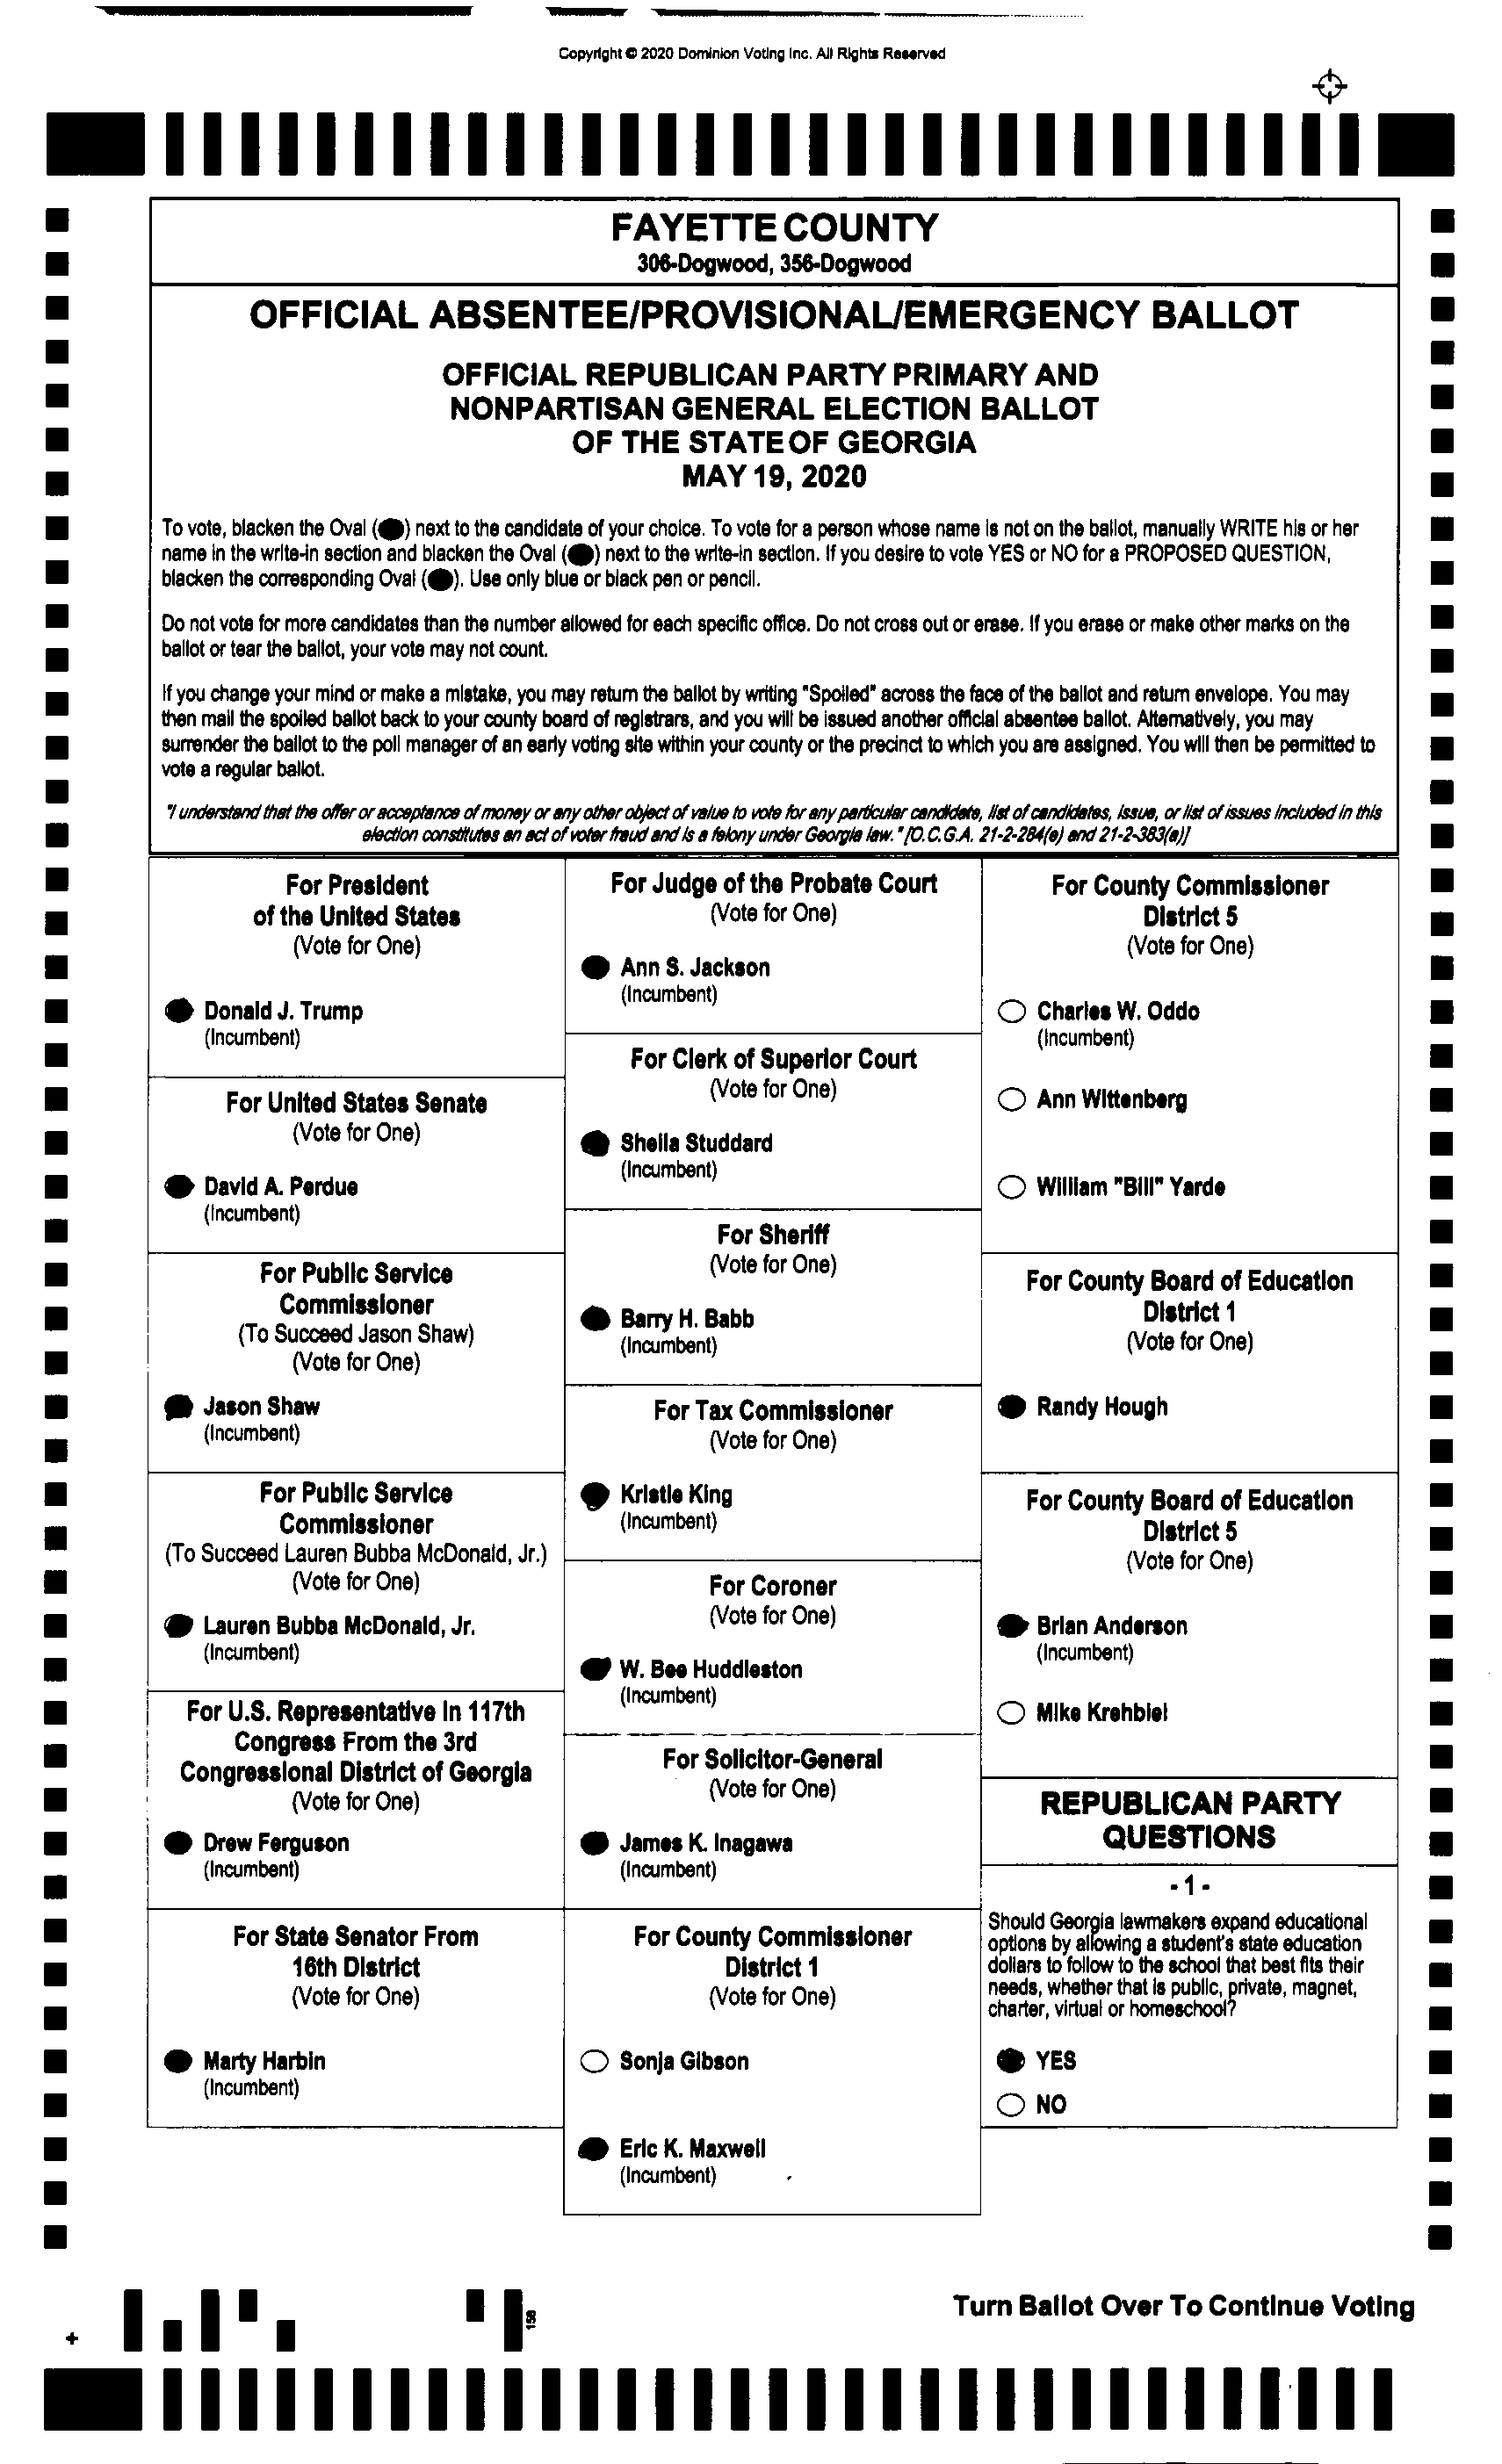 Copyright © 2020 Dominion Voting Inc. All Rights Reserved
FAYETTE COUNTY
306-Dogwood, 356-Dogwood
OFFICIAL ABSENTEE/PROVISIONAL/EMERGENCY BALLOT
OFFICIAL REPUBLICAN PARTY PRIMARY AND
NONPARTISAN GENERAL ELECTION BALLOT
OF THE STATE OF GEORGIA
MAY 19, 2020
To vote, blacken the Oval ( ) next to the candidate of your choice. To vote for a person whose name is not on the ballot, manually WRITE his or her
name in the write-in section and blacken the Oval ( ) next to the write-in section. If you desire to vote YES or NO for a PROPOSED QUESTION,
blacken the corresponding Oval ( ). Use only blue or black pen or pencil.
Do not vote for more candidates than the number allowed for each specific office. Do not cross out or erase. If you erase or make other marks on the
ballot or tear the ballot, your vote may not count.
If you change your mind or make a mistake, you may return the ballot by writing "Spoiled" across the face of the ballot and return envelope. You may
then mail the spoiled ballot back to your county board of registrars, and you will be issued another official absentee ballot. Alternatively, you may
surrender the ballot to the poll manager of an early voting site within your county or the precinct to which you are assigned. You will then be permitted to
vote a regular ballot.
"I understand that the offer or acceptance of money or any other object of value to vote for any particular candidate, list of candidates, issue, or list of issues included in this
election constitutes an act of voter fraud and is a felony under Georgia law." [O.C.G.A. 21-2-284(e) and 21-2-383(a)]
For President
of the United States
(Vote for One)
Donald J. Trump
(Incumbent)
For United States Senate
(Vote for One)
David A. Perdue
(Incumbent)
For Public Service
Commissioner
(To Succeed Jason Shaw)
(Vote for One)
Jason Shaw
(Incumbent)
For Public Service
Commissioner
(To Succeed Lauren Bubba McDonald, Jr.)
(Vote for One)
Lauren Bubba McDonald, Jr.
(Incumbent)
For U.S. Representative in 117th
Congress From the 3rd
Congressional District of Georgia
(Vote for One)
Drew Ferguson
(Incumbent)
For State Senator From
16th District
(Vote for One)
Marty Harbin
(Incumbent)
For Judge of the Probate Court
(Vote for One)
Ann S. Jackson
(Incumbent)
For Clerk of Superior Court
(Vote for One)
Sheila Studdard
(Incumbent)
For Sheriff
(Vote for One)
Barry H. Babb
(Incumbent)
For Tax Commissioner
(Vote for One)
Kristie King
(Incumbent)
For Coroner
(Vote for One)
W. Bee Huddleston
(Incumbent)
For Solicitor-General
(Vote for One)
James K. Inagawa
(Incumbent)
For County Commissioner
District 1
(Vote for One)
Sonja Gibson
Eric K. Maxwell
(Incumbent)
For County Commissioner
District 5
(Vote for One)
Charles W. Oddo
(Incumbent)
Ann Wittenberg
William "Bill" Yarde
For County Board of Education
District 1
(Vote for One)
Randy Hough
For County Board of Education
District 5
(Vote for One)
Brian Anderson
(Incumbent)
Mike Krehbiel
REPUBLICAN PARTY
QUESTIONS
- 1 -
Should Georgia lawmakers expand educational
options by allowing a student's state education
dollars to follow to the school that best fits their
needs, whether that is public, private, magnet,
charter, virtual or homeschool?
YES
NO
158
Turn Ballot Over To Continue Voting